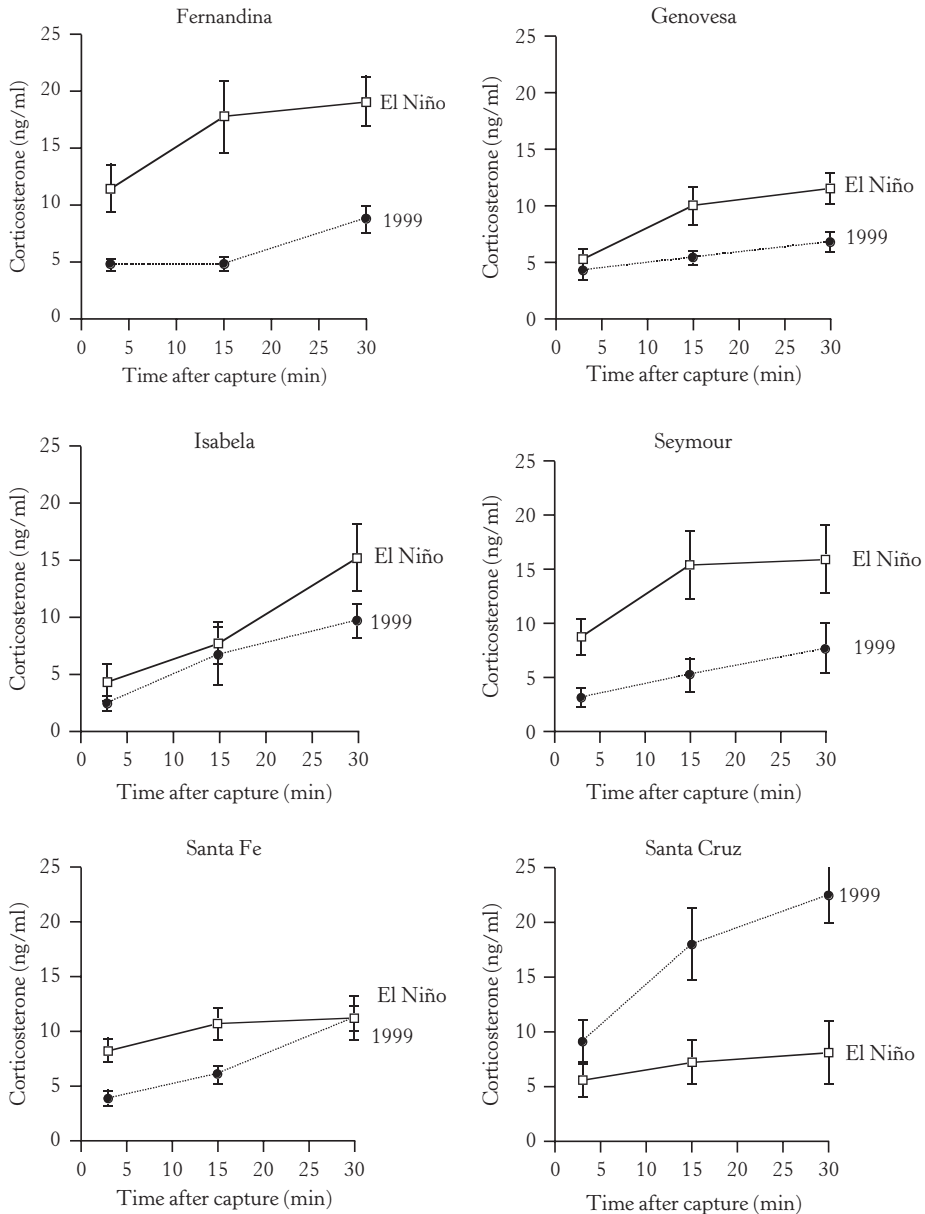 Fernandina
Corticosterone (ng/ml)
25
20
15
10
5
0
El Niño
1999
0 5 10 15 20 25 30
Time after capture (min)
Genovesa
Corticosterone (ng/ml)
25
20
15
10
5
0
El Niño
1999
0 5 10 15 20 25 30
Time after capture (min)
Isabela
Corticosterone (ng/ml)
25
20
15
10
5
0
El Niño
1999
0 5 10 15 20 25 30
Time after capture (min)
Seymour
Corticosterone (ng/ml)
25
20
15
10
5
0
El Niño
1999
0 5 10 15 20 25 30
Time after capture (min)
Santa Fe
Corticosterone (ng/ml)
25
20
15
10
5
0
El Niño
1999
0 5 10 15 20 25 30
Time after capture (min)
Santa Cruz
Corticosterone (ng/ml)
25
20
15
10
5
0
1999
El Niño
0 5 10 15 20 25 30
Time after capture (min)